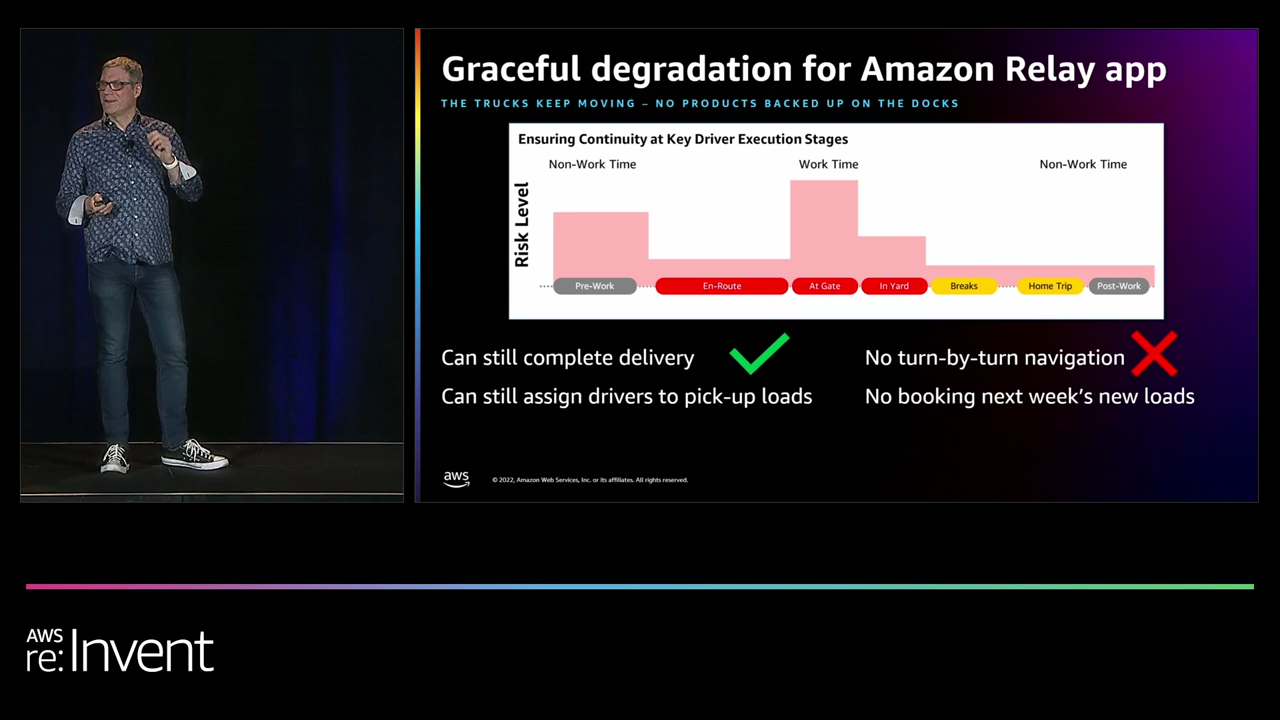 Graceful degradation for Amazon Relay app
THE TRUCKS KEEP MOVING – NO PRODUCTS BACKED UP ON THE DOCKS
Ensuring Continuity at Key Driver Execution Stages
Non-Work Time Work Time Non-Work Time
Risk Level
Pre-Work En-Route At Gate In Yard Breaks Home Trip Post-Work
Can still complete delivery
Can still assign drivers to pick-up loads
No turn-by-turn navigation
No booking next week’s new loads
aws
© 2022, Amazon Web Services, Inc. or its affiliates. All rights reserved.
AWS
re:Invent